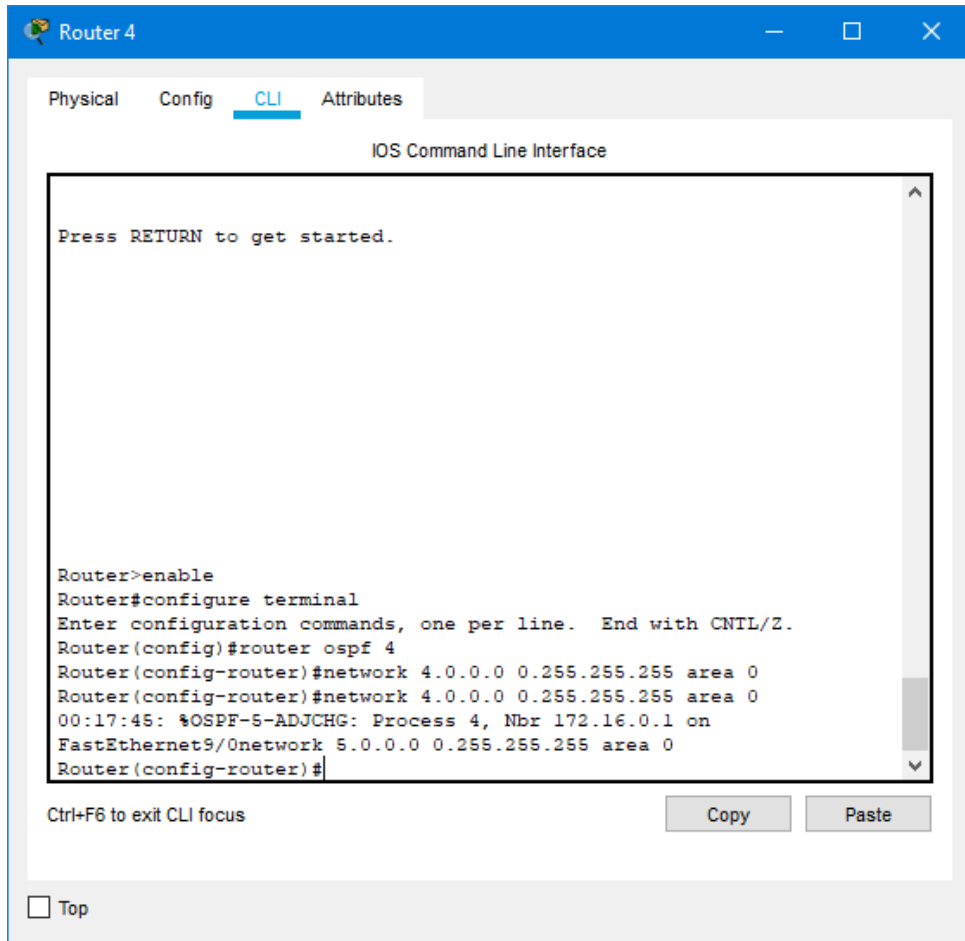 Router 4
Physical Config CLI Attributes
IOS Command Line Interface
Press RETURN to get started.
Router>enable
Router#configure terminal
Enter configuration commands, one per line.  End with CNTL/Z.
Router(config)#router ospf 4
Router(config-router)#network 4.0.0.0 0.255.255.255 area 0
Router(config-router)#network 4.0.0.0 0.255.255.255 area 0
00:17:45: %OSPF-5-ADJCHG: Process 4, Nbr 172.16.0.1 on
FastEthernet9/0network 5.0.0.0 0.255.255.255 area 0
Router(config-router)#
Ctrl+F6 to exit CLI focus
Copy Paste
Top